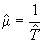 μ̂ = 1/T̂